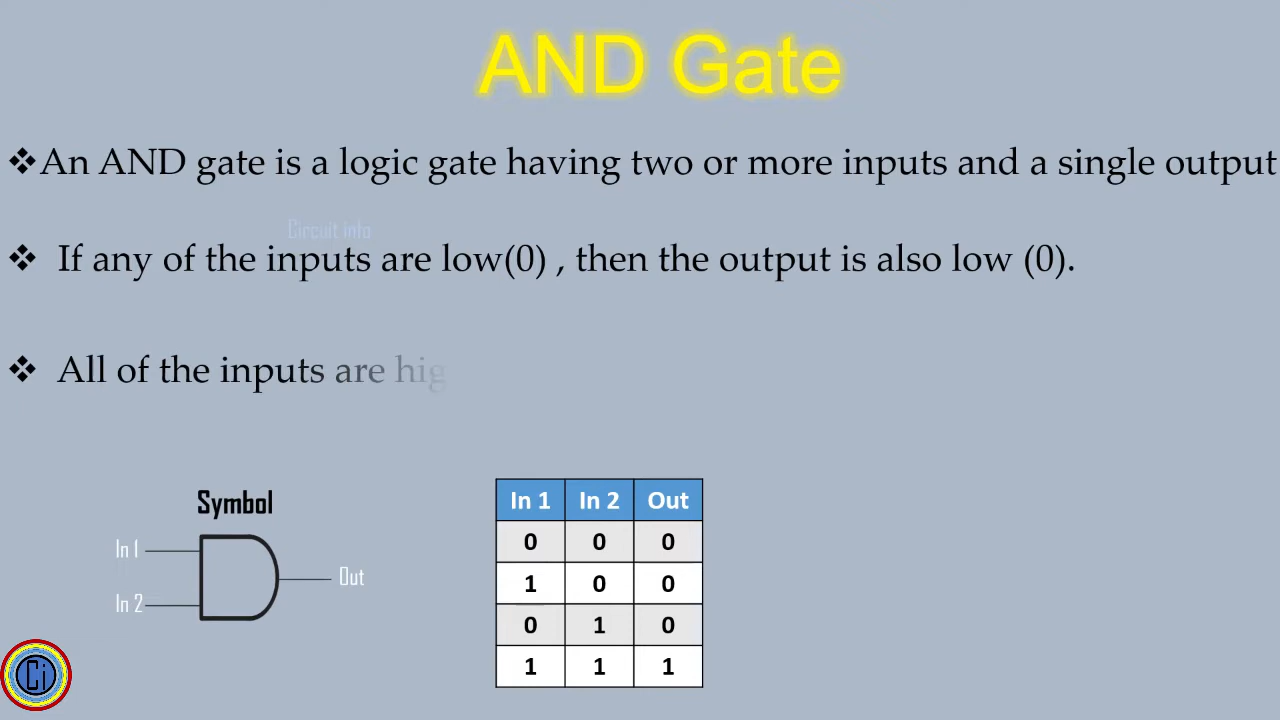 AND Gate
❖An AND gate is a logic gate having two or more inputs and a single output
Circuit info
❖ If any of the inputs are low(0) , then the output is also low (0).
❖ All of the inputs are hig
Symbol
In 1
In 2
Out
In 1 In 2 Out
0 0 0
1 0 0
0 1 0
1 1 1
Ci